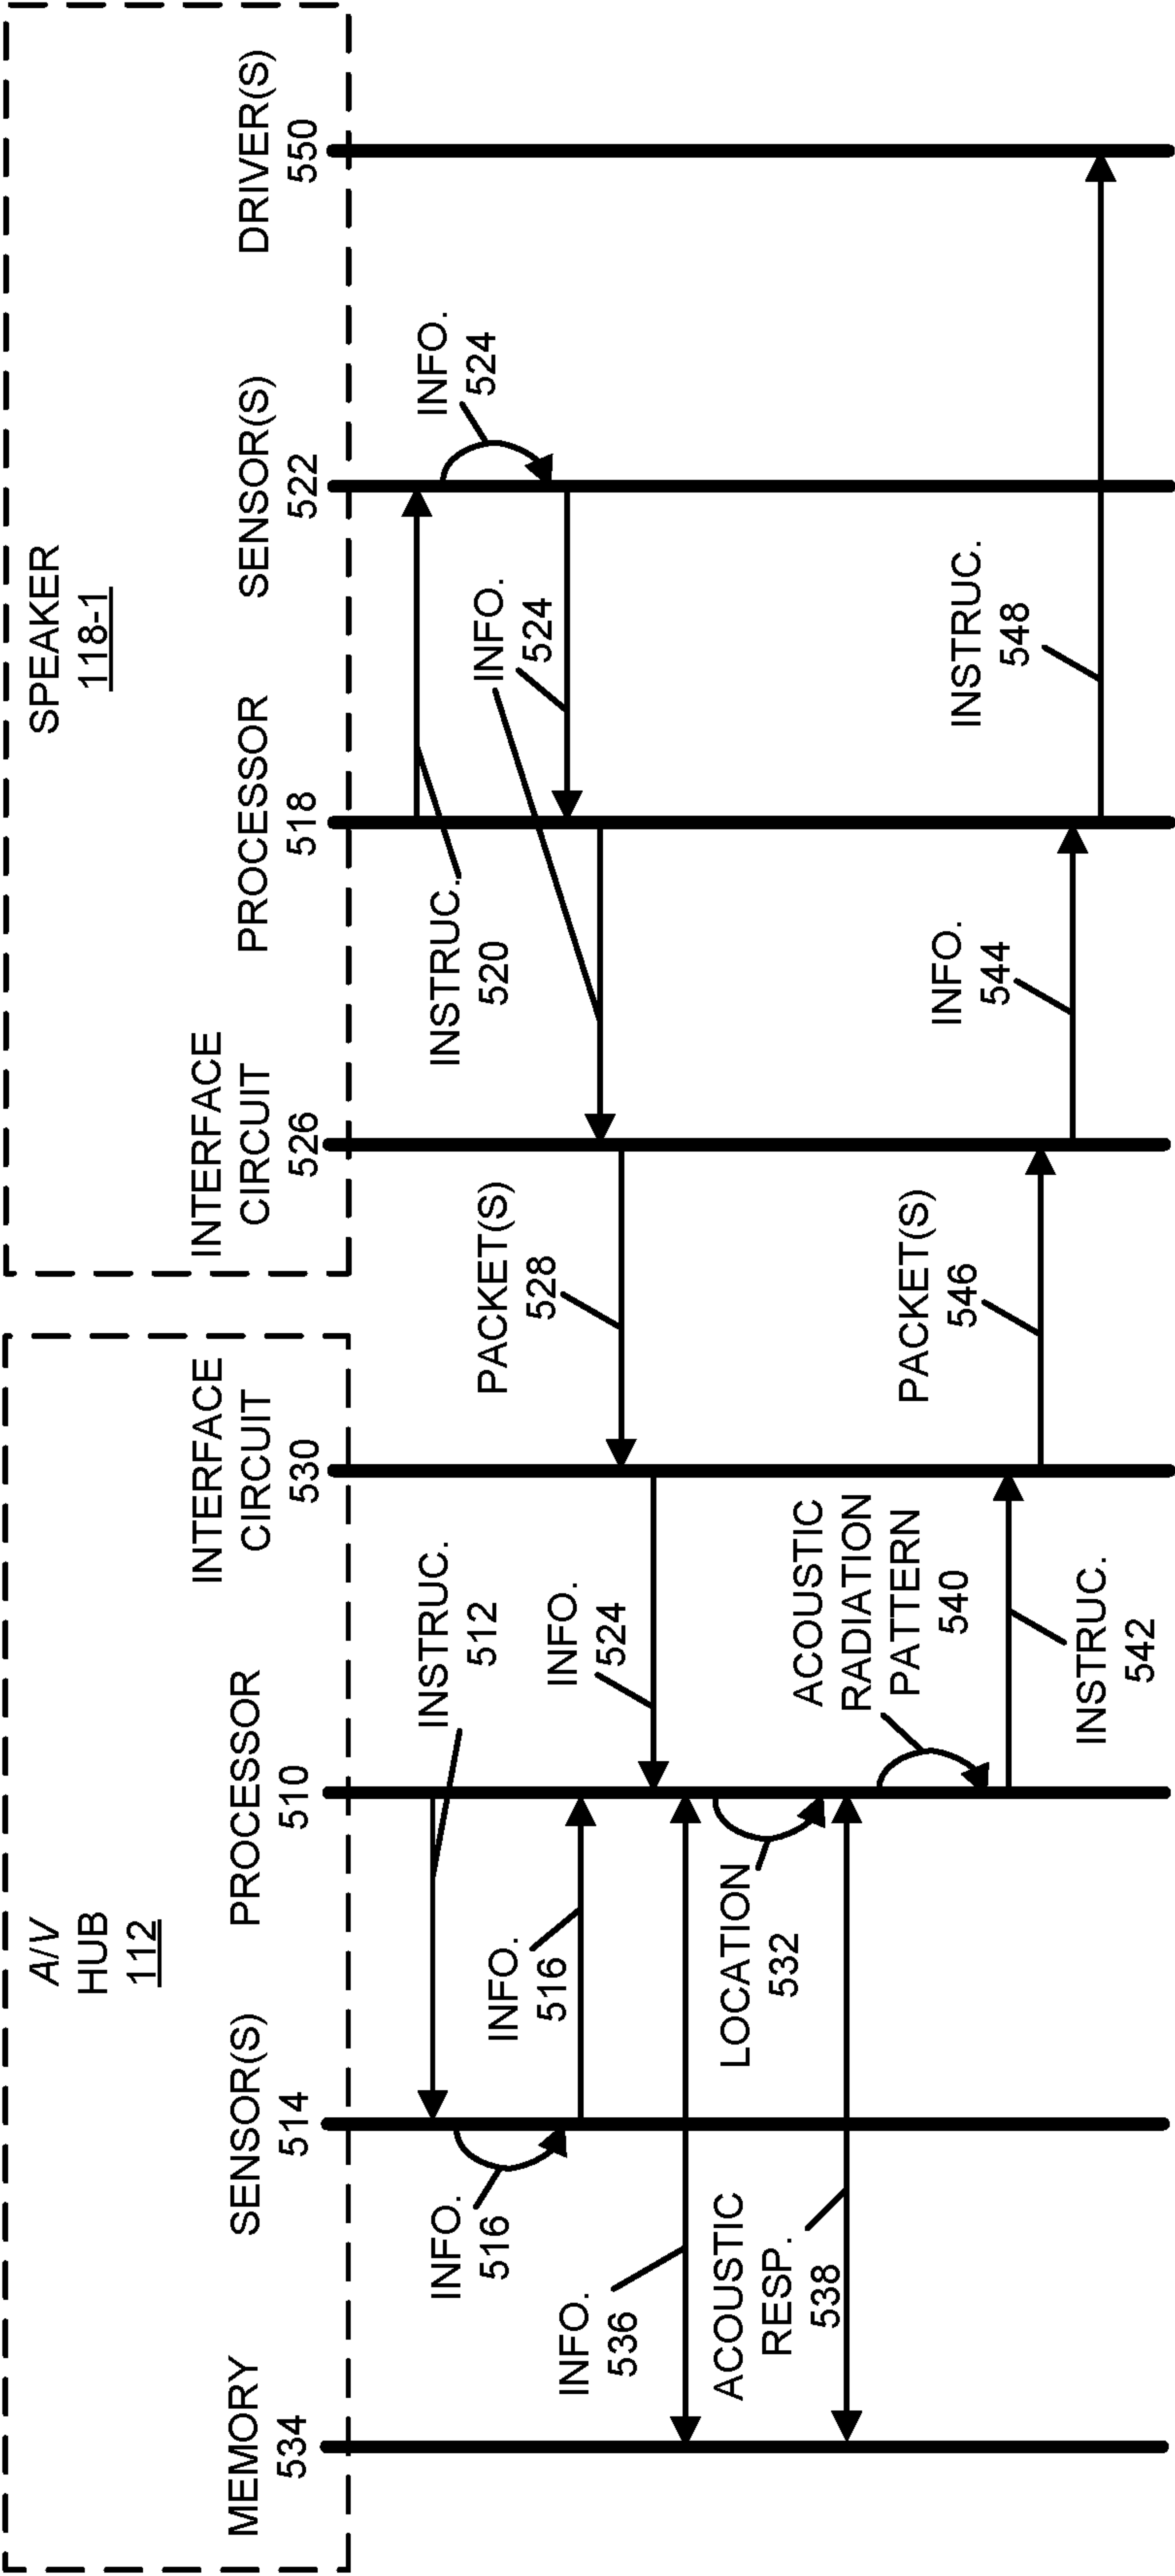 A/V
HUB
112
SPEAKER
118-1
MEMORY
534
SENSOR(S)
514
PROCESSOR
510
INTERFACE
CIRCUIT
530
INTERFACE
CIRCUIT
526
PROCESSOR
518
SENSOR(S)
522
DRIVER(S)
550
INSTRUC.
512
INFO.
516
INFO.
516
INSTRUC.
520
INFO.
524
INFO.
524
PACKET(S)
528
INFO.
524
INFO.
536
LOCATION
532
ACOUSTIC
RESP.
538
ACOUSTIC
RADIATION
PATTERN
540
INSTRUC.
542
PACKET(S)
546
INFO.
544
INSTRUC.
548